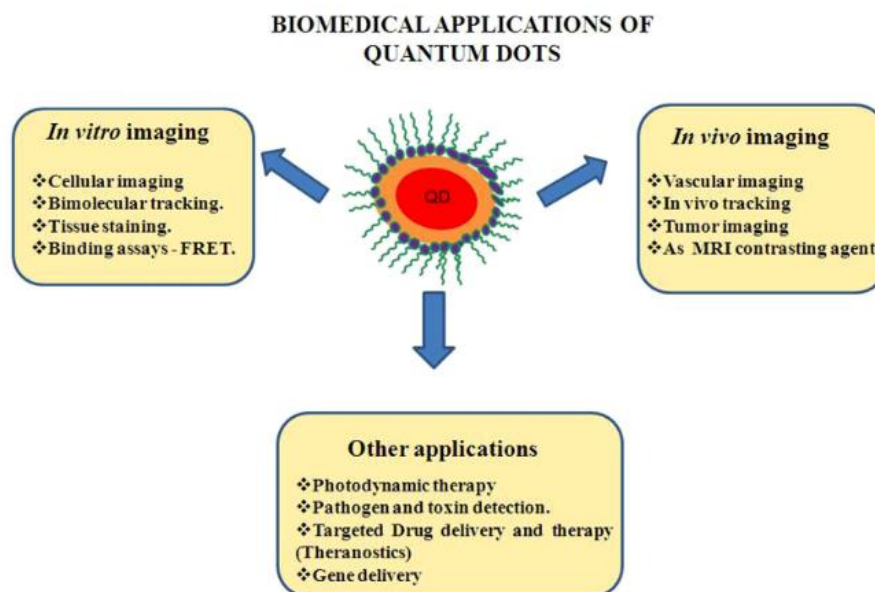 BIOMEDICAL APPLICATIONS OF
QUANTUM DOTS
In vitro imaging
❖Cellular imaging
❖Bimolecular tracking.
❖Tissue staining.
❖Binding assays - FRET.
QD
In vivo imaging
❖Vascular imaging
❖In vivo tracking
❖Tumor imaging
❖As MRI contrasting agent
Other applications
❖Photodynamic therapy
❖Pathogen and toxin detection.
❖Targeted Drug delivery and therapy
(Theranostics)
❖Gene delivery